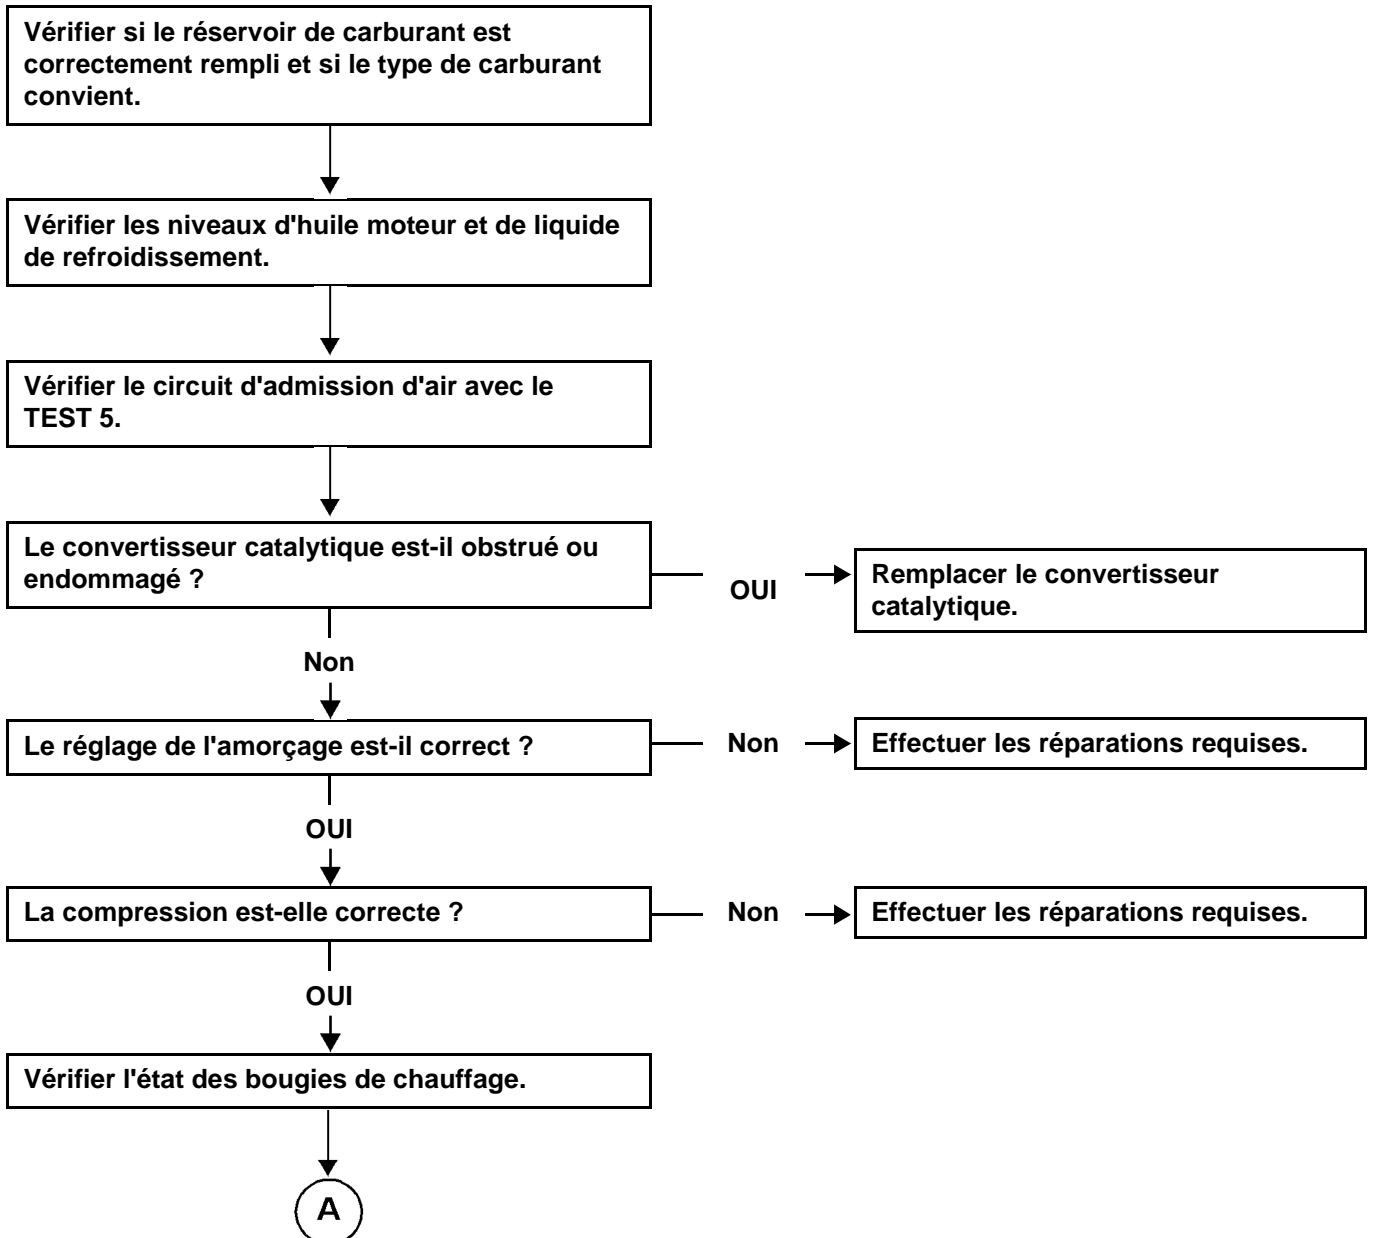 Vérifier si le réservoir de carburant est
correctement rempli et si le type de carburant
convient.
Vérifier les niveaux d'huile moteur et de liquide
de refroidissement.
Vérifier le circuit d'admission d'air avec le
TEST 5.
Le convertisseur catalytique est-il obstrué ou
endommagé ?
OUI
Remplacer le convertisseur
catalytique.
Non
Le réglage de l'amorçage est-il correct ?
Non
Effectuer les réparations requises.
OUI
La compression est-elle correcte ?
Non
Effectuer les réparations requises.
OUI
Vérifier l'état des bougies de chauffage.
A